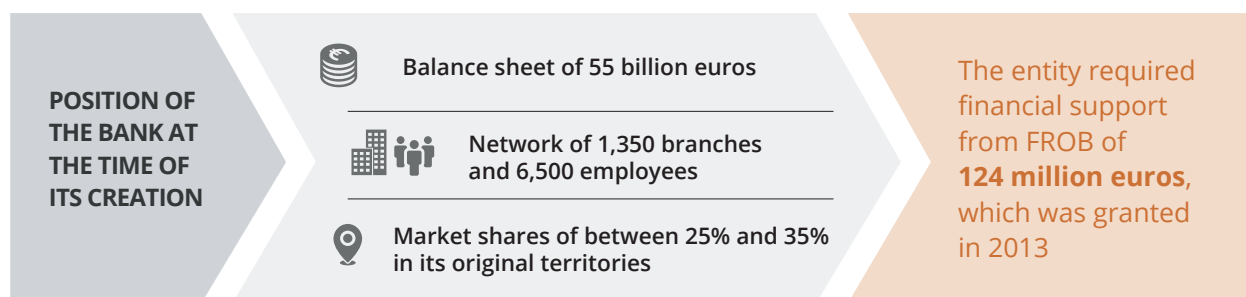 POSITION OF
THE BANK AT
THE TIME OF
ITS CREATION
Balance sheet of 55 billion euros
Network of 1,350 branches
and 6,500 employees
Market shares of between 25% and 35%
in its original territories
The entity required
financial support
from FROB of
124 million euros,
which was granted
in 2013